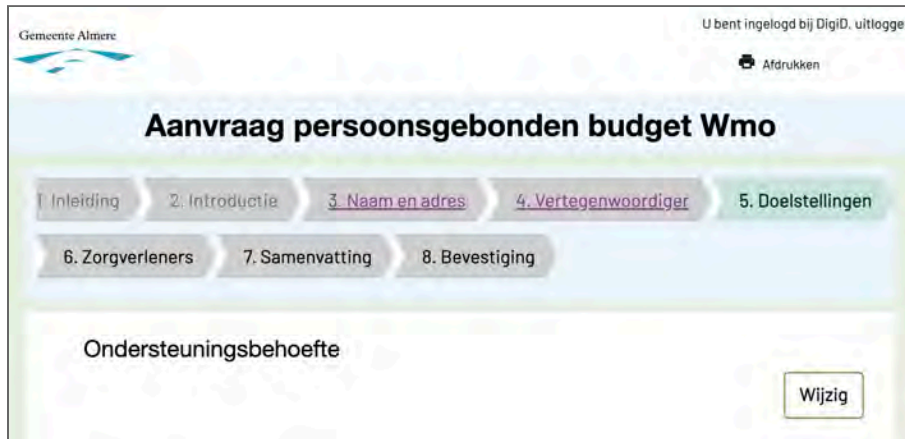 Gemeente Almere
U bent ingelogd bij DigiD. uitlogge
Afdrukken
Aanvraag persoonsgebonden budget Wmo
1. Inleiding
2. Introductie
3. Naam en adres
4. Vertegenwoordiger
5. Doelstellingen
6. Zorgverleners
7. Samenvatting
8. Bevestiging
Ondersteuningsbehoefte
Wijzig